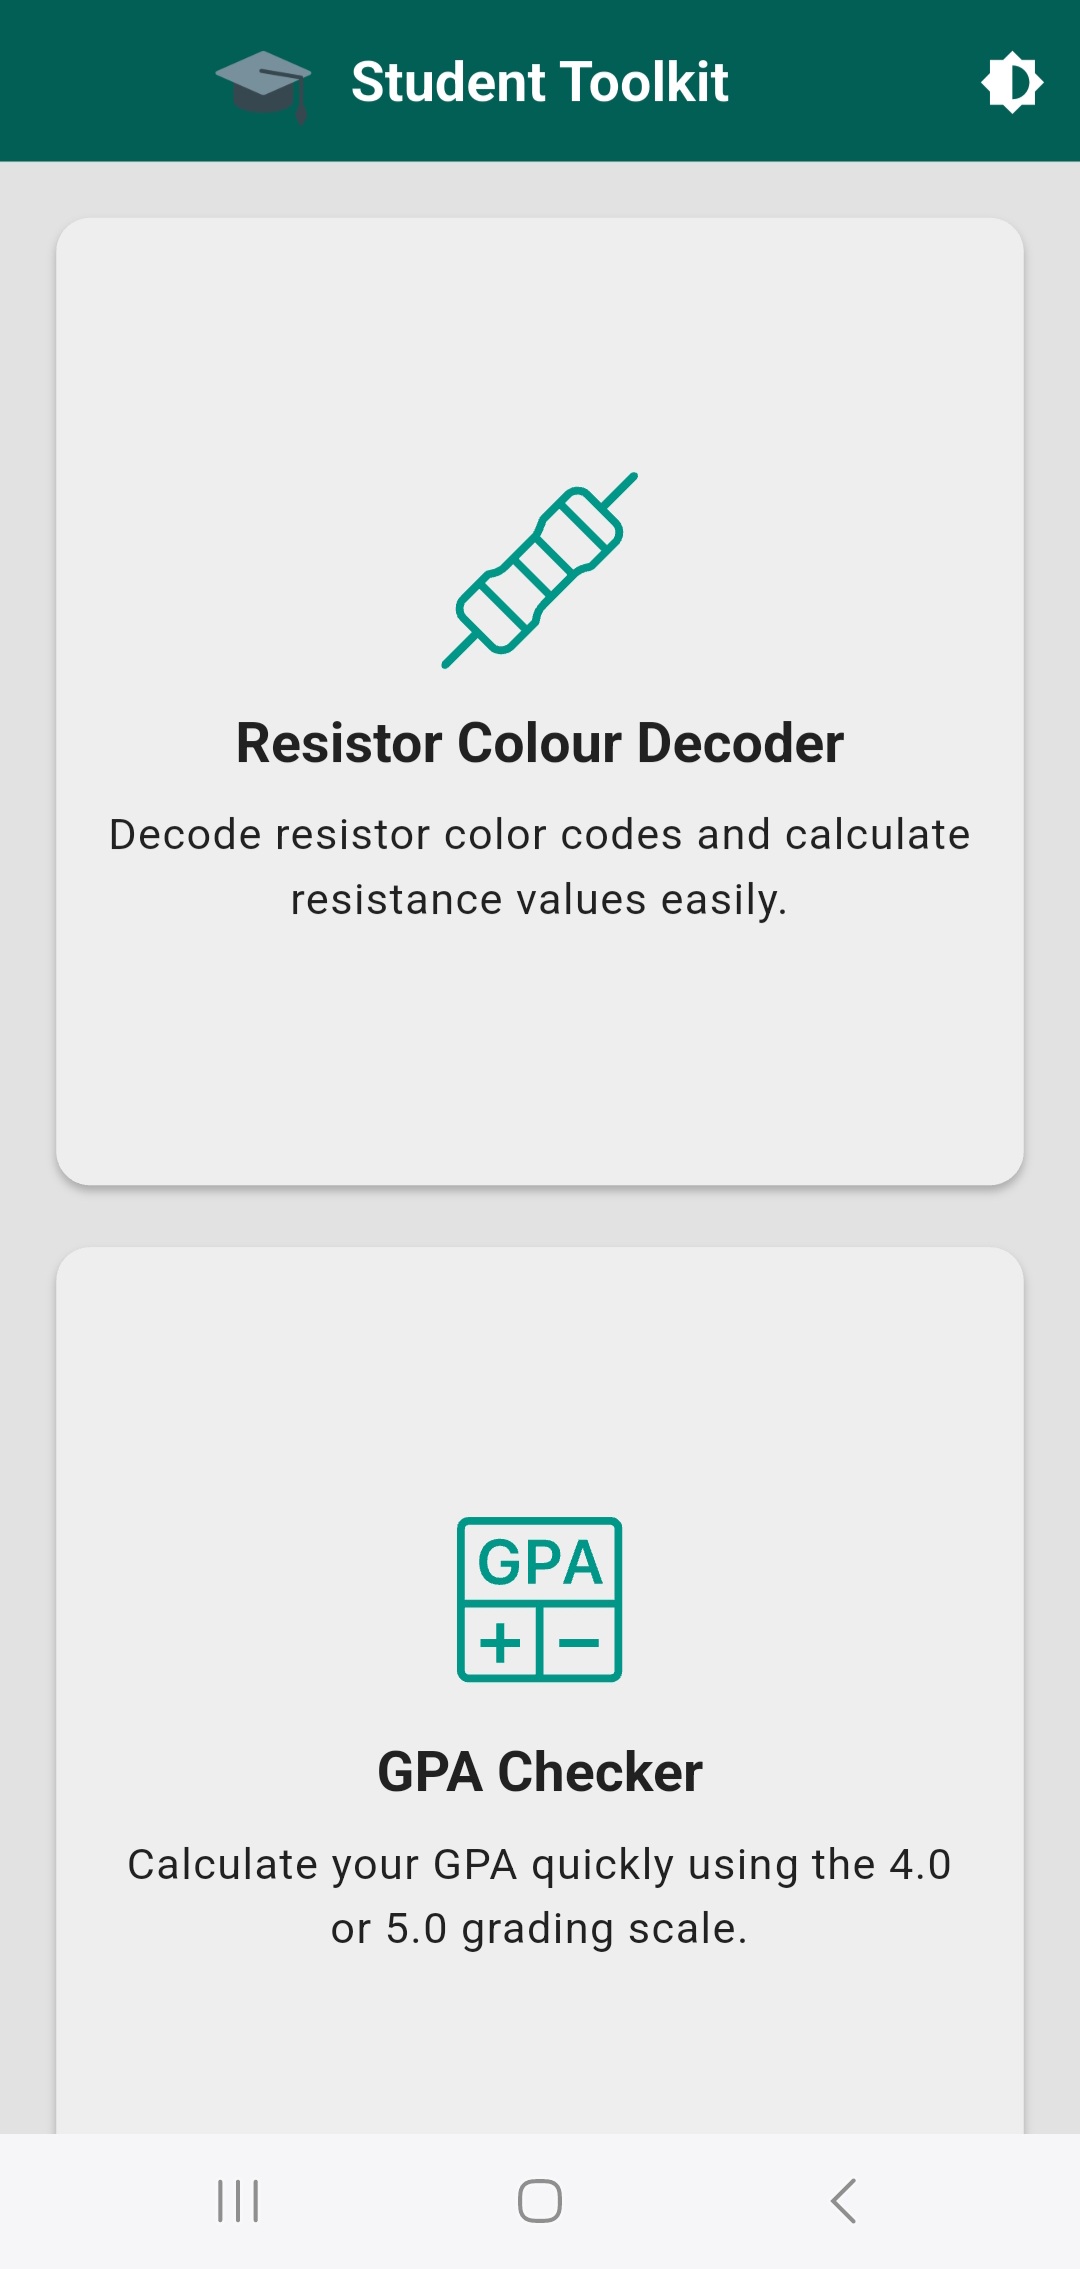 Student Toolkit
Resistor Colour Decoder
Decode resistor color codes and calculate
resistance values easily.
GPA
GPA Checker
Calculate your GPA quickly using the 4.0
or 5.0 grading scale.